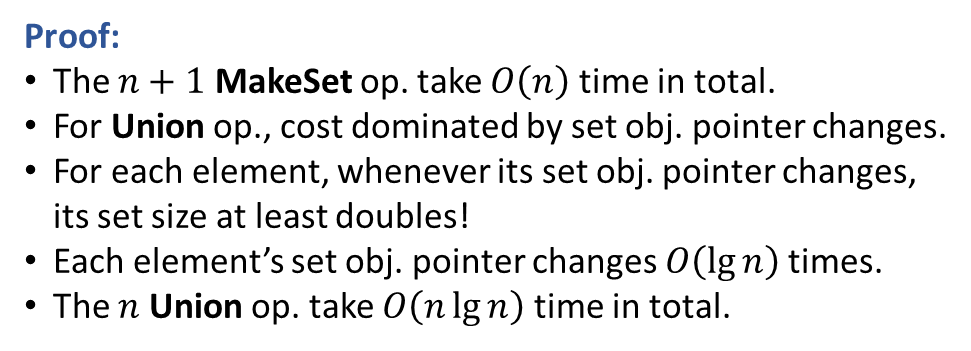 Proof:
• The n + 1 MakeSet op. take O(n) time in total.
• For Union op., cost dominated by set obj. pointer changes.
• For each element, whenever its set obj. pointer changes,
its set size at least doubles!
• Each element’s set obj. pointer changes O(lg n) times.
• The n Union op. take O(n lg n) time in total.